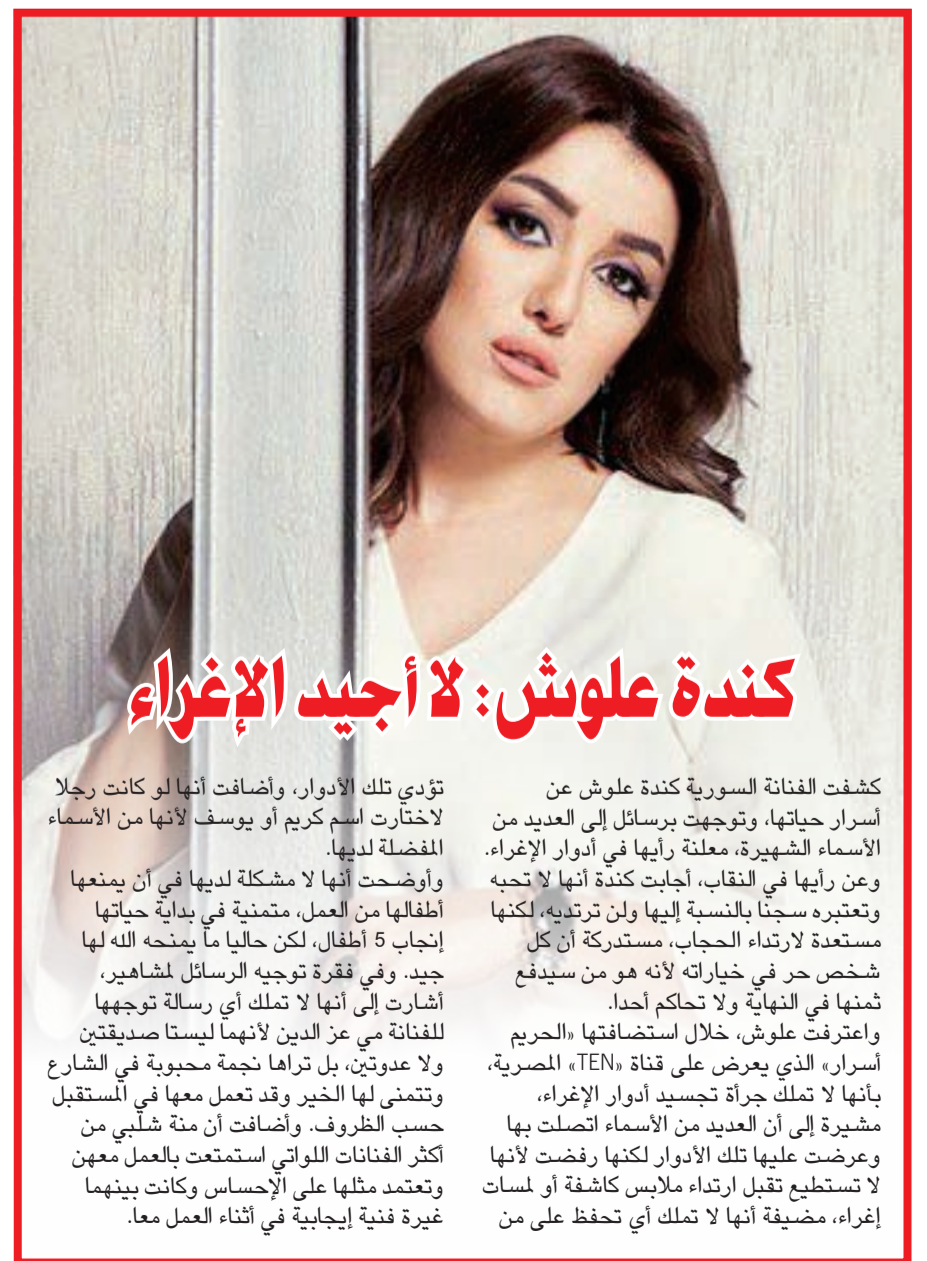 كندة علوش: لا أجيد الإغراء
كشفت الفنانة السورية كندة علوش عن
أسرار حياتها، وتوجهت برسائل إلى العديد من
الأسماء الشهيرة، معلنة رأيها في أدوار الإغراء.
وعن رأيها في النقاب، أجابت كندة أنها لا تحبه
وتعتبره سجنا بالنسبة إليها ولن ترتديه، لكنها
مستعدة لارتداء الحجاب، مستدركة أن كل
شخص حر في خياراته لأنه هو من سيدفع
ثمنها في النهاية ولا تحاكم أحدا.
واعترفت علوش، خلال استضافتها «الحريم
أسرار» الذي يعرض على قناة «TEN» المصرية،
بأنها لا تملك جرأة تجسيد أدوار الإغراء،
مشيرة إلى أن العديد من الأسماء اتصلت بها
وعرضت عليها تلك الأدوار لكنها رفضت لأنها
لا تستطيع تقبل ارتداء ملابس كاشفة أو لمسات
إغراء، مضيفة أنها لا تملك أي تحفظ على من
تؤدي تلك الأدوار، وأضافت أنها لو كانت رجلا
لاختارت اسم كريم أو يوسف لأنها من الأسماء
المفضلة لديها.
وأوضحت أنها لا مشكلة لديها في أن يمنعها
أطفالها من العمل، متمنية في بداية حياتها
إنجاب 5 أطفال، لكن حاليا ما يمنحه الله لها
جيد. وفي فقرة توجيه الرسائل لمشاهير،
أشارت إلى أنها لا تملك أي رسالة توجهها
للفنانة مي عز الدين لأنهما ليستا صديقتين
ولا عدوتين، بل تراها نجمة محبوبة في الشارع
وتتمنى لها الخير وقد تعمل معها في المستقبل
حسب الظروف. وأضافت أن منة شلبي من
أكثر الفنانات اللواتي استمتعت بالعمل معهن
وتعتمد مثلها على الإحساس وكانت بينهما
غيرة فنية إيجابية في أثناء العمل معا.